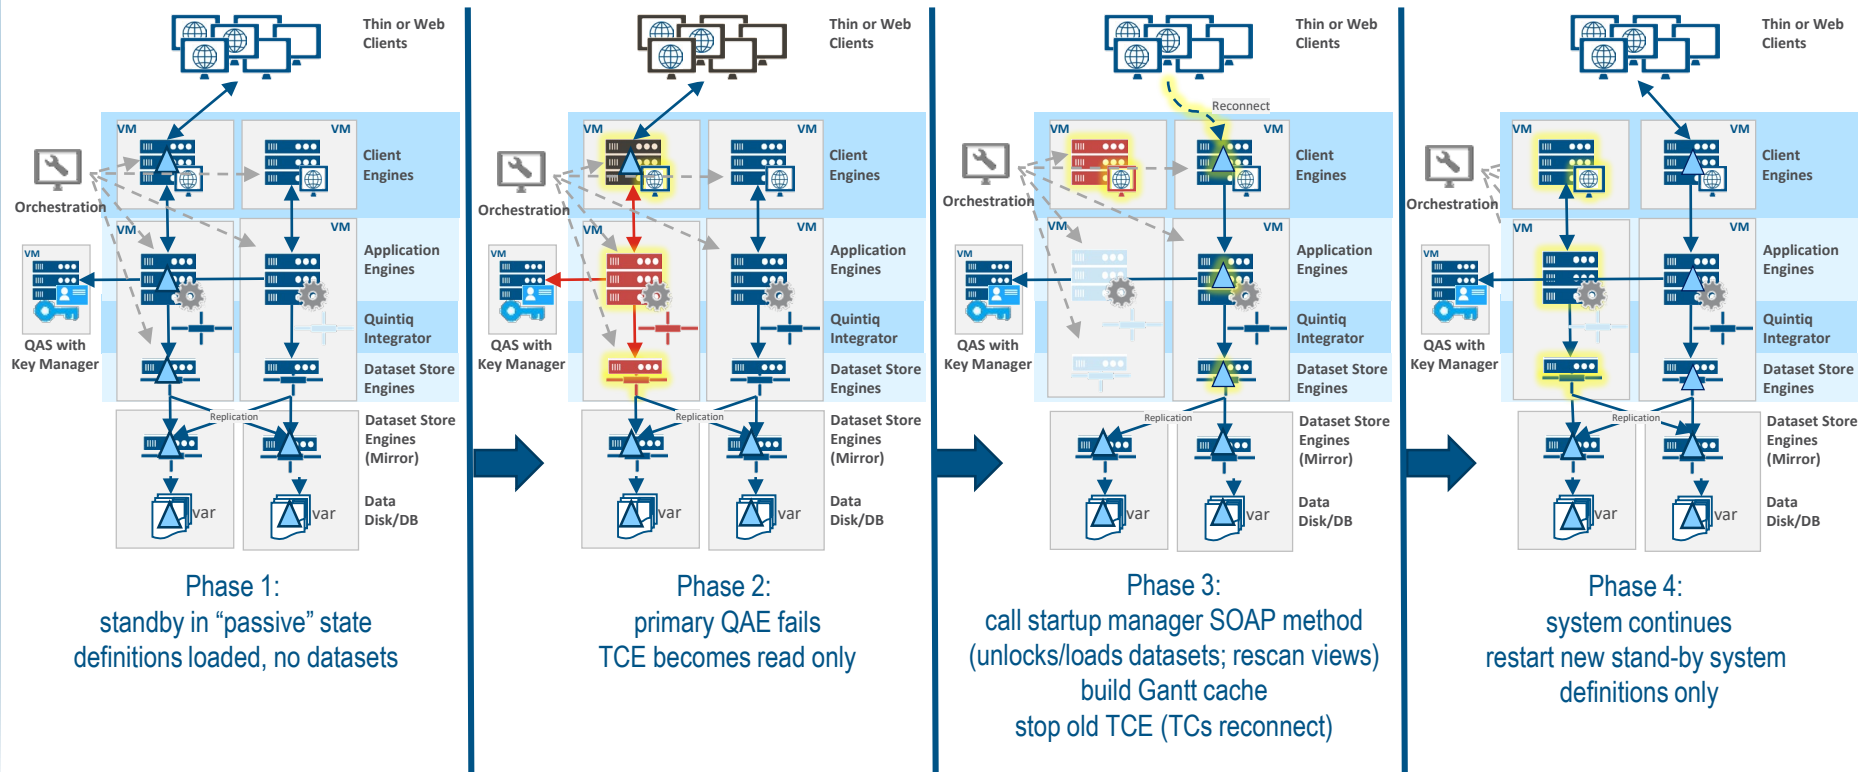 Thin or Web
Clients
VM
VM
Client
Engines
Orchestration
VM
VM
VM
Application
Engines
Quintiq
Integrator
QAS with
Key Manager
Dataset Store
Engines
Replication
Dataset Store
Engines
(Mirror)
var
var
Data
Disk/DB
Phase 1:
standby in “passive” state
definitions loaded, no datasets
Thin or Web
Clients
VM
VM
Client
Engines
Orchestration
VM
VM
VM
Application
Engines
Quintiq
Integrator
QAS with
Key Manager
Dataset Store
Engines
Replication
Dataset Store
Engines
(Mirror)
var
var
Data
Disk/DB
Phase 2:
primary QAE fails
TCE becomes read only
Thin or Web
Clients
Reconnect
VM
VM
Client
Engines
Orchestration
VM
VM
VM
Application
Engines
Quintiq
Integrator
QAS with
Key Manager
Dataset Store
Engines
Replication
Dataset Store
Engines
(Mirror)
var
var
Data
Disk/DB
Phase 3:
call startup manager SOAP method
(unlocks/loads datasets; rescan views)
build Gantt cache
stop old TCE (TCs reconnect)
Thin or Web
Clients
VM
VM
Client
Engines
Orchestration
VM
VM
VM
Application
Engines
Quintiq
Integrator
QAS with
Key Manager
Dataset Store
Engines
Replication
Dataset Store
Engines
(Mirror)
var
var
Data
Disk/DB
Phase 4:
system continues
restart new stand-by system
definitions only